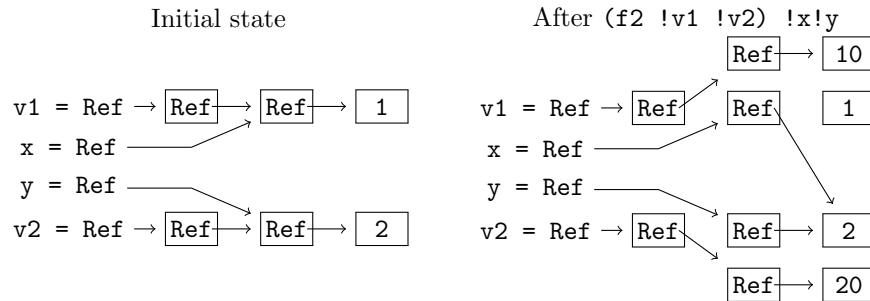 Initial state
v1 = Ref Ref Ref 1
x = Ref
y = Ref
v2 = Ref Ref Ref 2
After (f2 !v1 !v2) !x!y
Ref 10
v1 = Ref Ref Ref 1
x = Ref
y = Ref
v2 = Ref Ref Ref 2
Ref 20